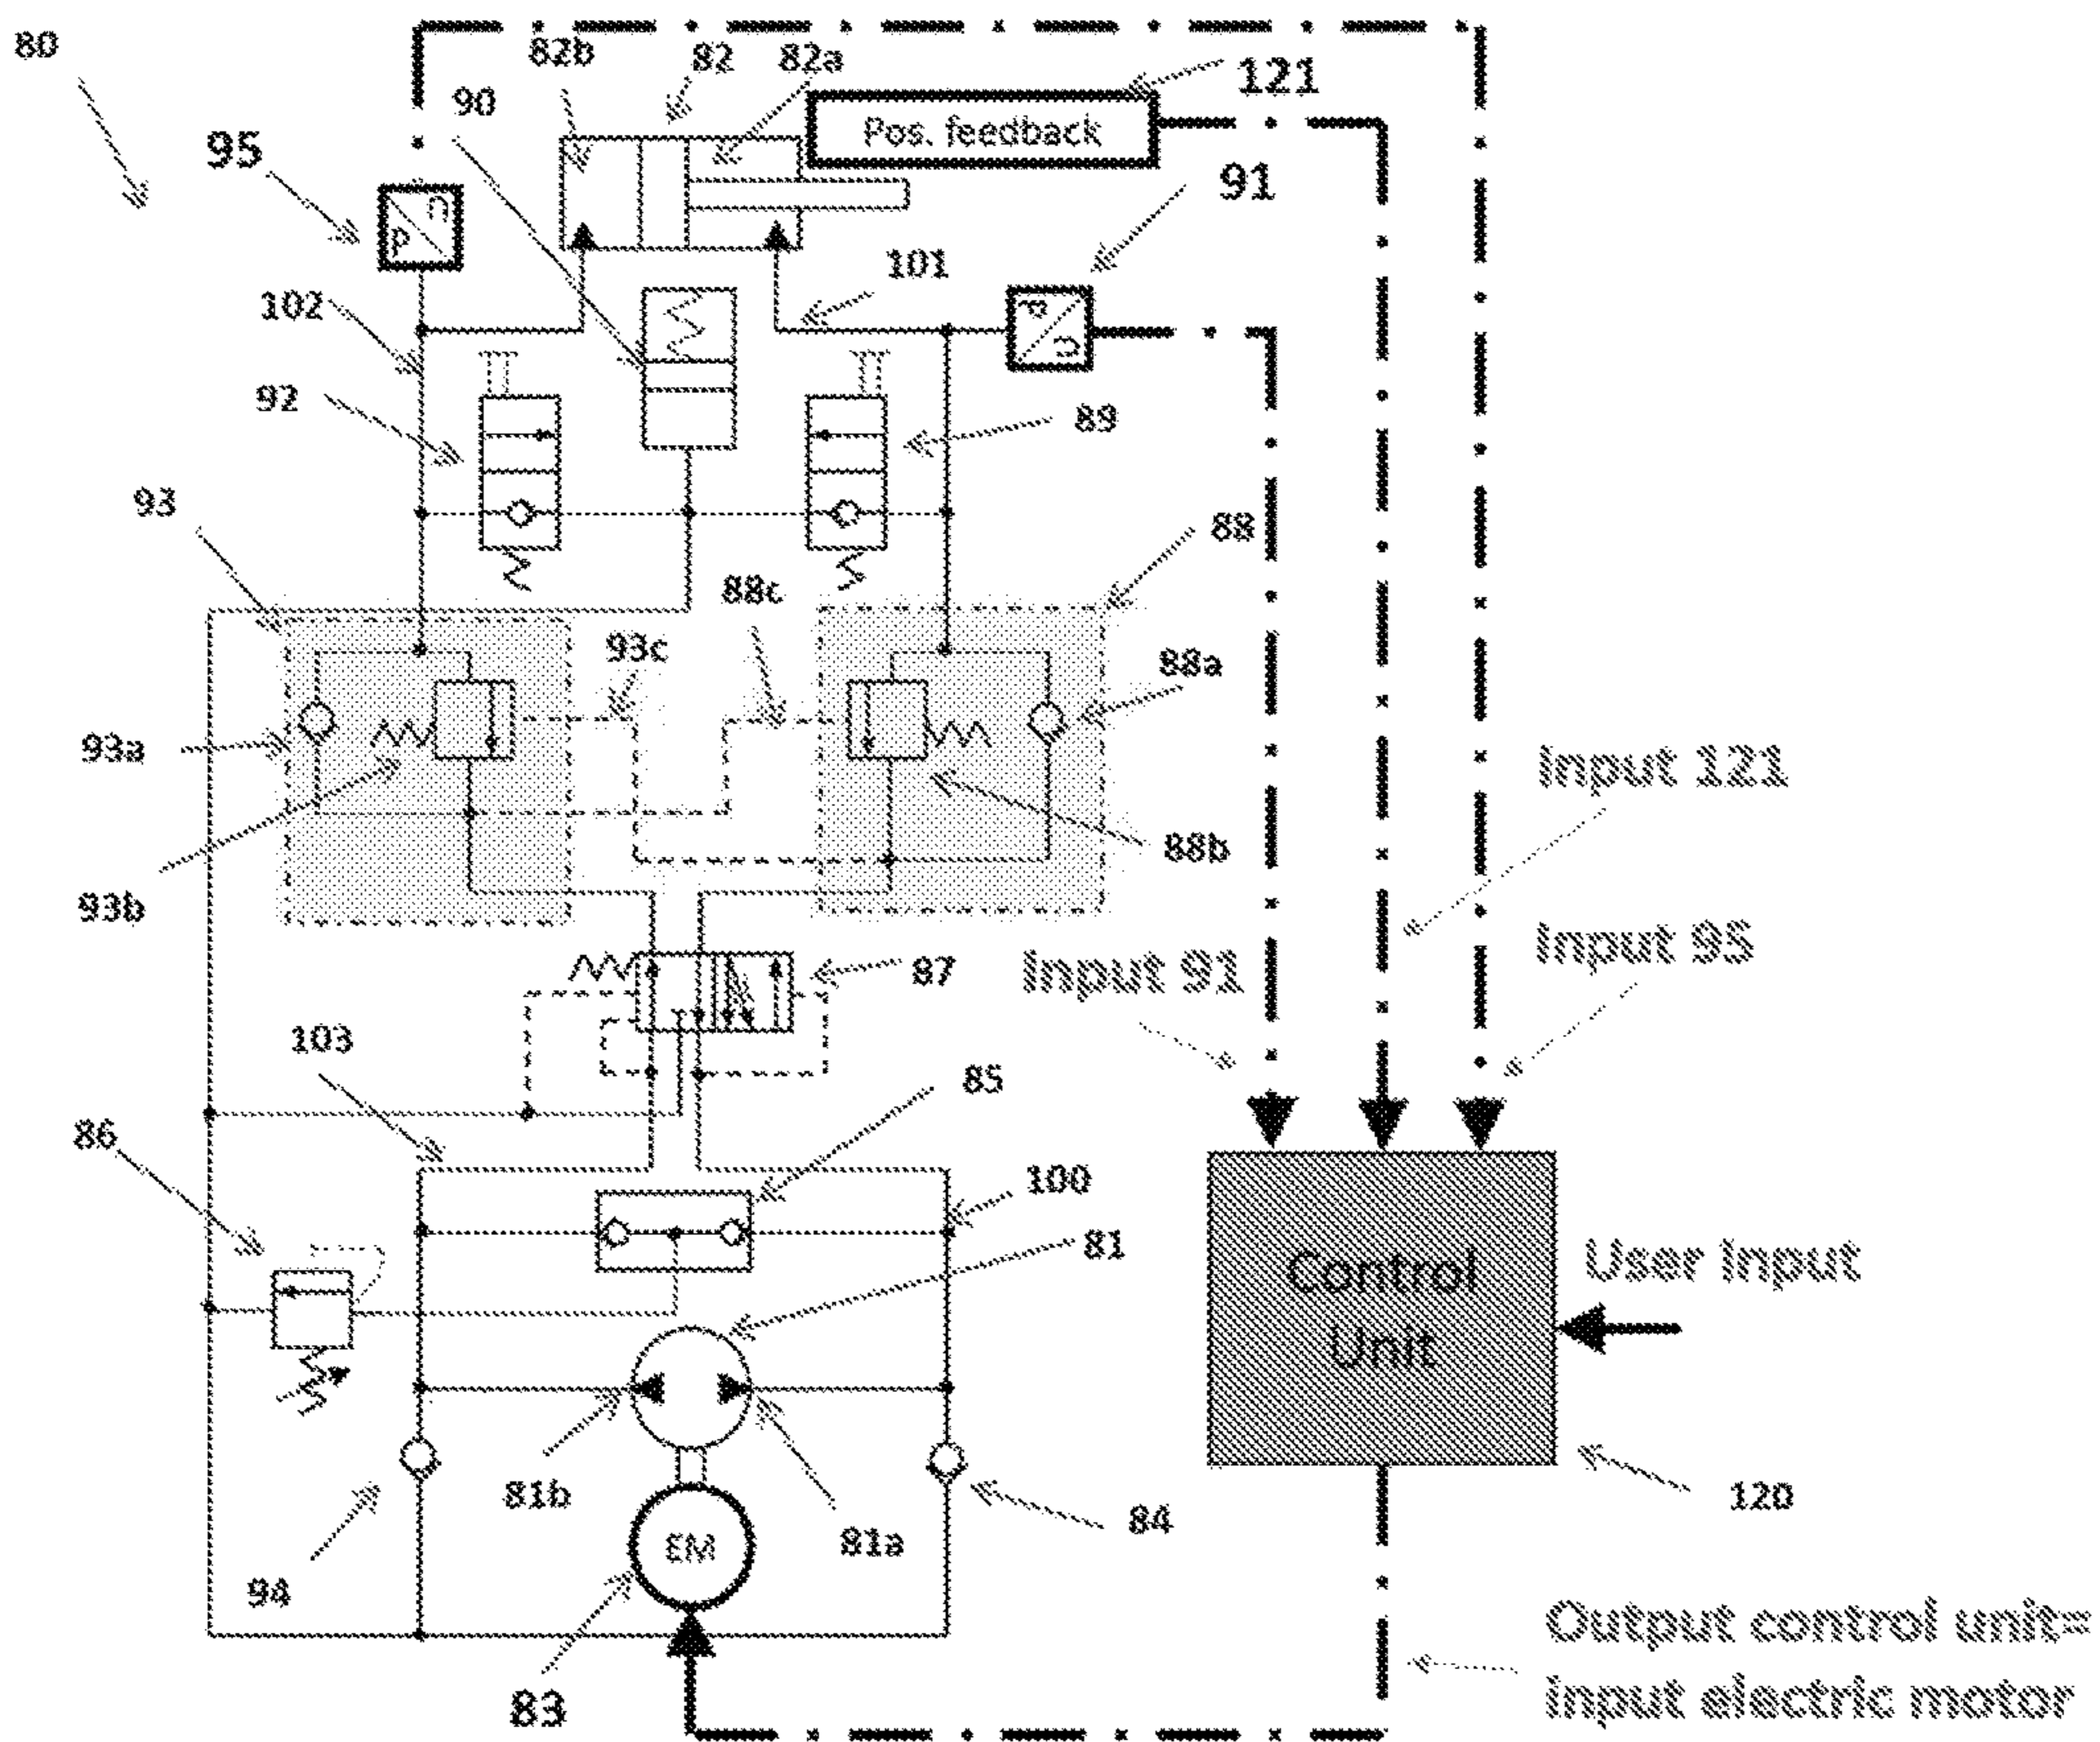 80
82b
82
82a
121
90
Pos. feedback
95
91
p
u
101
102
p
u
92
89
93
88
88c
93c
88a
93a
88b
93b
Input 121
Input 95
Input 91
87
103
85
86
100
81
Control
Unit
User Input
81b
81a
84
120
EM
94
83
Output control unit=
input electric motor